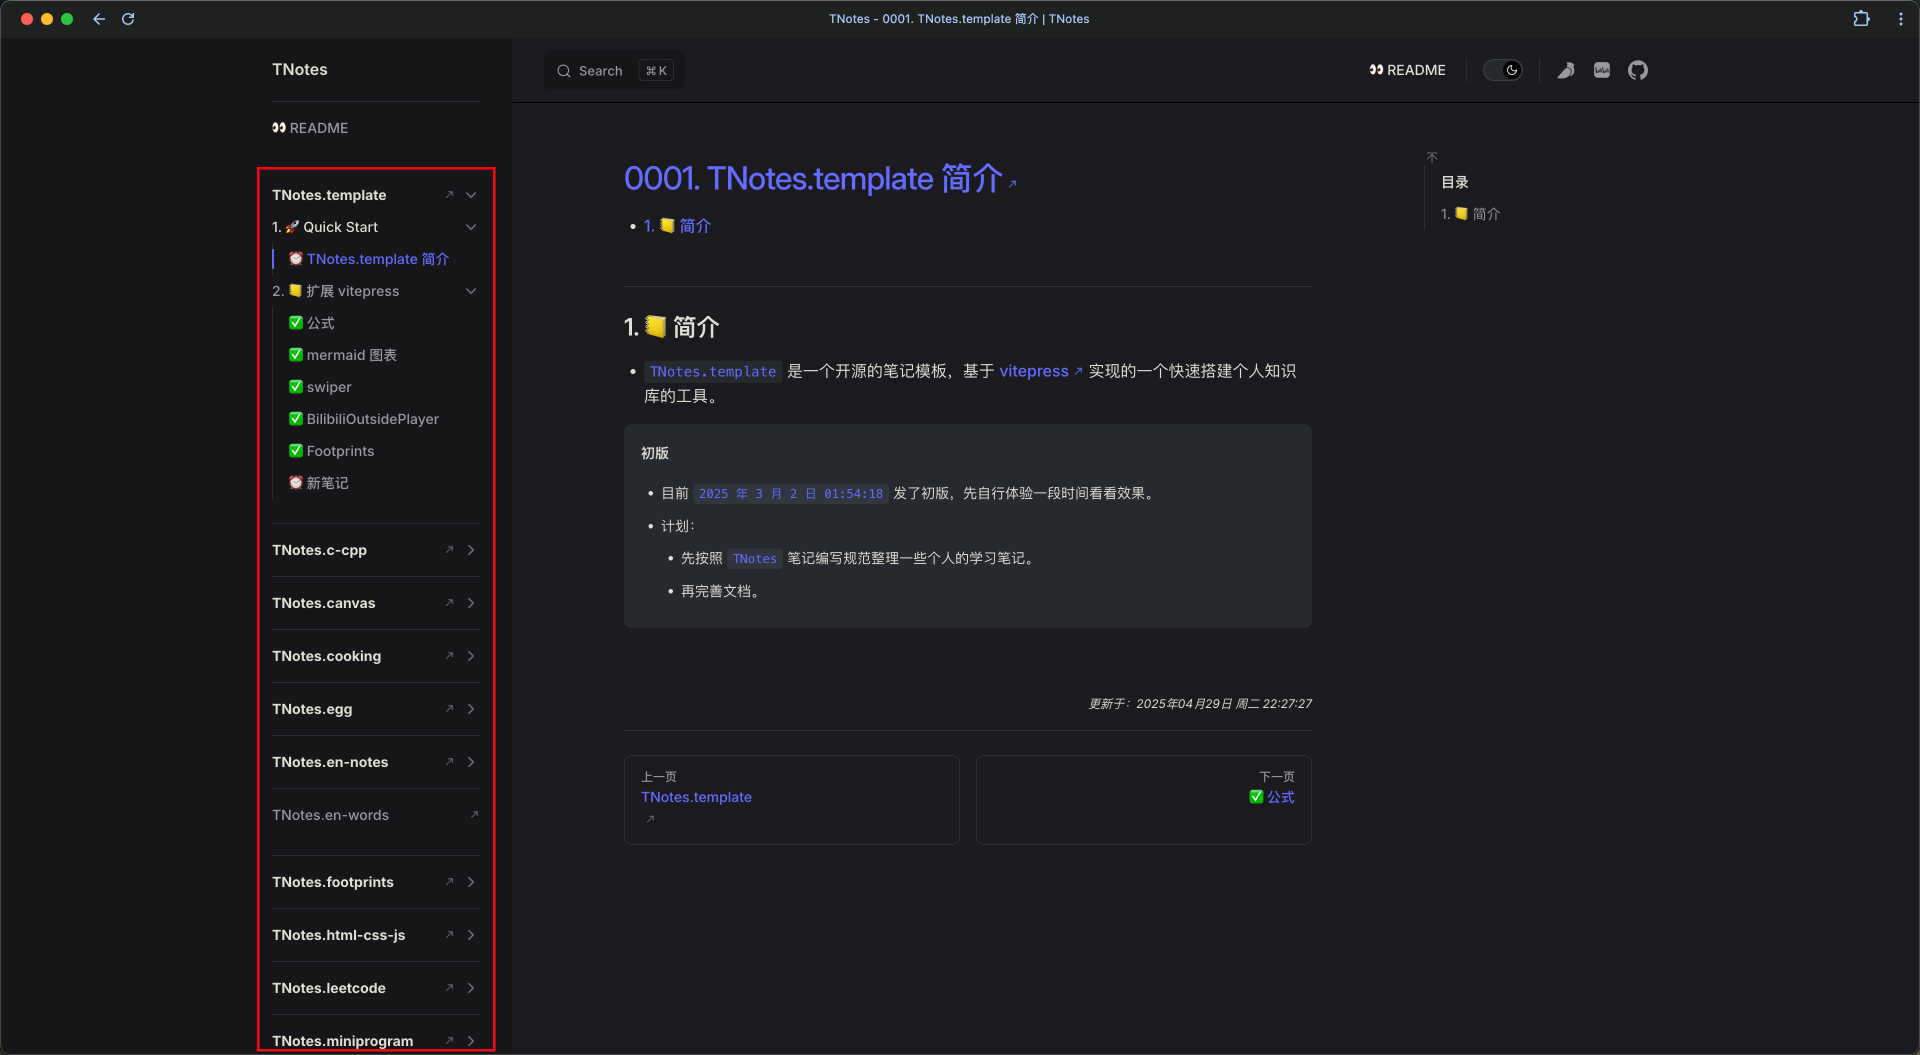 TNotes - 0001. TNotes.template 简介 | TNotes
TNotes
👀 README
TNotes.template ↗
1. 🚀 Quick Start
⏰ TNotes.template 简介
2. 📒 扩展 vitepress
✅ 公式
✅ mermaid 图表
✅ swiper
✅ BilibiliOutsidePlayer
✅ Footprints
⏰ 新笔记
TNotes.c-cpp ↗
TNotes.canvas ↗
TNotes.cooking ↗
TNotes.egg ↗
TNotes.en-notes ↗
TNotes.en-words ↗
TNotes.footprints ↗
TNotes.html-css-js ↗
TNotes.leetcode ↗
TNotes.miniprogram ↗
Search ⌘ K
👀 README
0001. TNotes.template 简介 ↗
• 1. 📒 简介
1. 📒 简介
• TNotes.template 是一个开源的笔记模板，基于 vitepress ↗ 实现的一个快速搭建个人知识
库的工具。
初版
• 目前 2025 年 3 月 2 日 01:54:18 发了初版，先自行体验一段时间看看效果。
• 计划：
• 先按照 TNotes 笔记编写规范整理一些个人的学习笔记。
• 再完善文档。
更新于：2025年04月29日 周二 22:27:27
上一页
TNotes.template
↗
下一页
✅ 公式
目录
1. 📒 简介